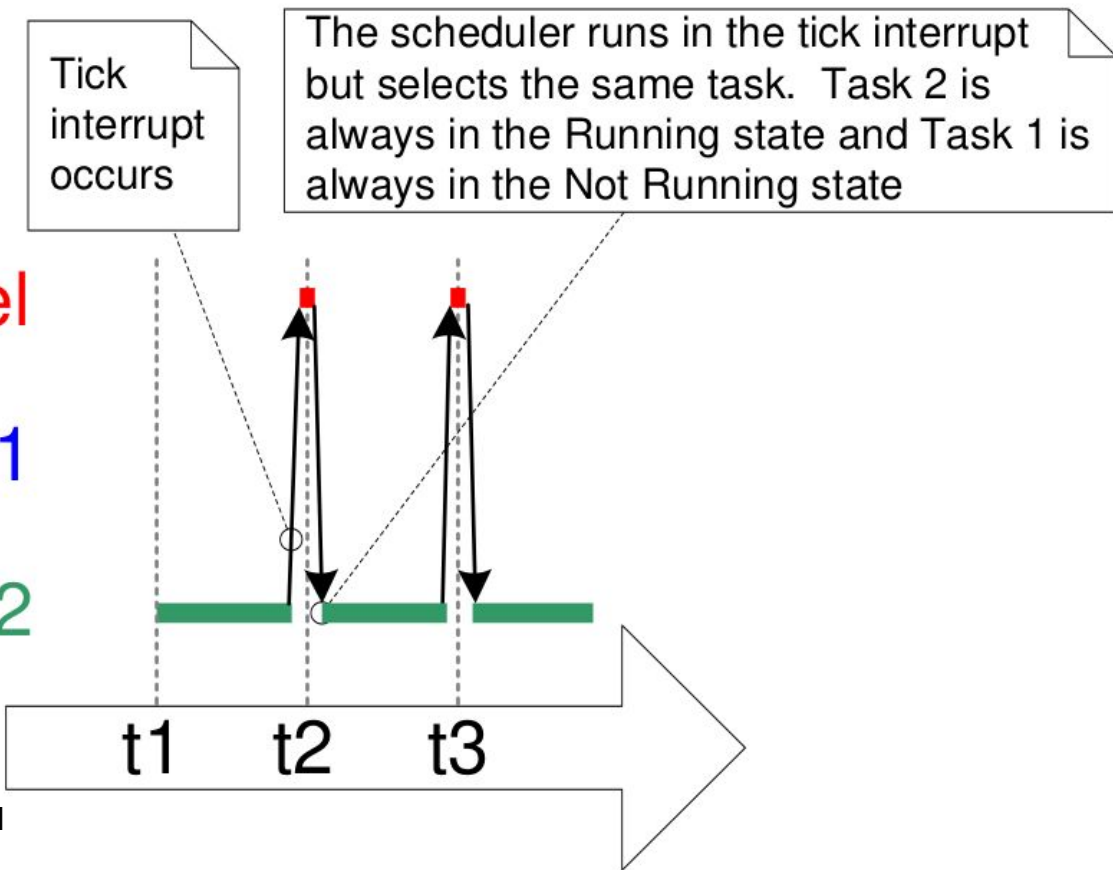 Tick
interrupt
occurs
The scheduler runs in the tick interrupt
but selects the same task.  Task 2 is
always in the Running state and Task 1 is
always in the Not Running state
el
1
2
t1 t2 t3